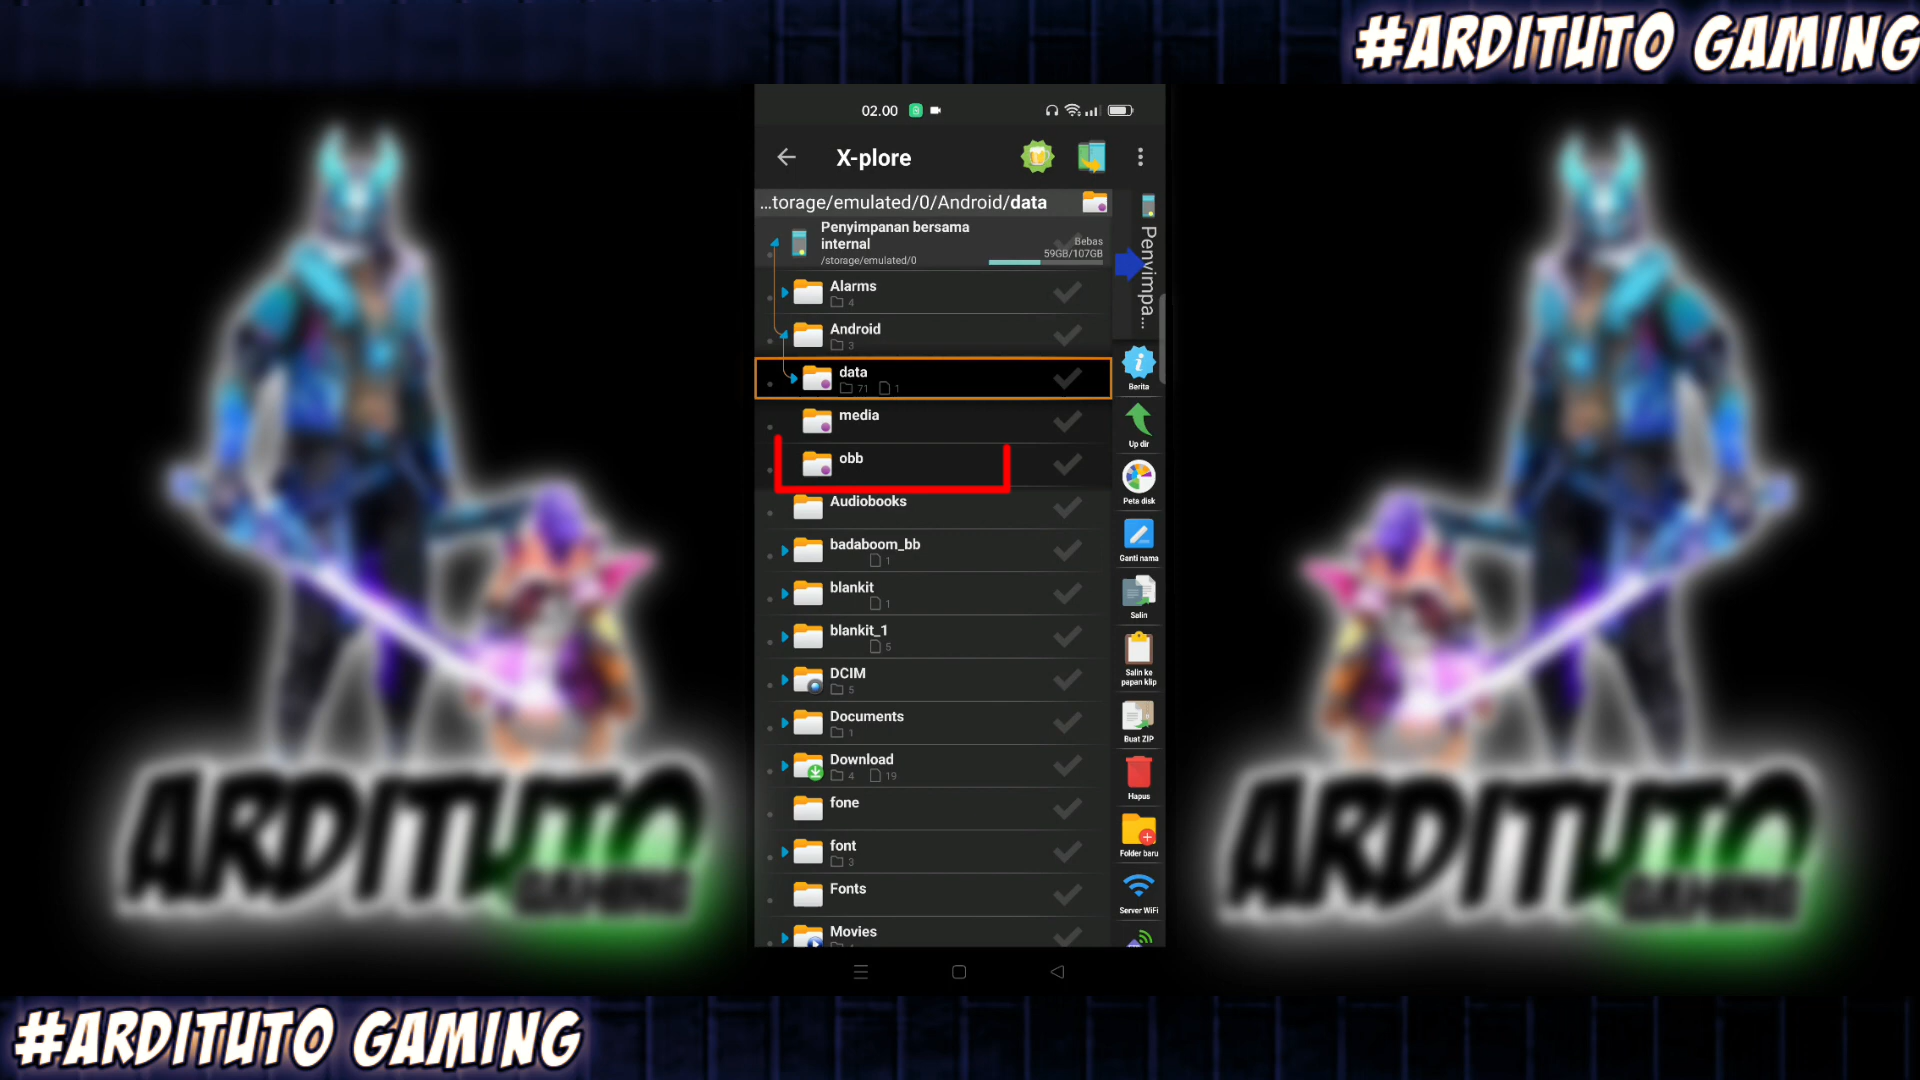 #ARDITUTO GAMING
02.00
X-plore
...torage/emulated/0/Android/data
Penyimpanan bersama
internal
/storage/emulated/0
Bebas
59GB/107GB
Penyimpa...
Alarms
4
Android
3
data
71 1
media
obb
Audiobooks
badaboom_bb
1
blankit
1
blankit_1
5
DCIM
5
Documents
1
Download
4 19
fone
font
3
Fonts
Movies
Berita
Up dir
Peta disk
Ganti nama
Salin
Salin ke
papan klip
Buat ZIP
Hapus
Folder baru
Server WiFi
ARDITUTO
GAMING
ARDITUTO
GAMING
#ARDITUTO GAMING